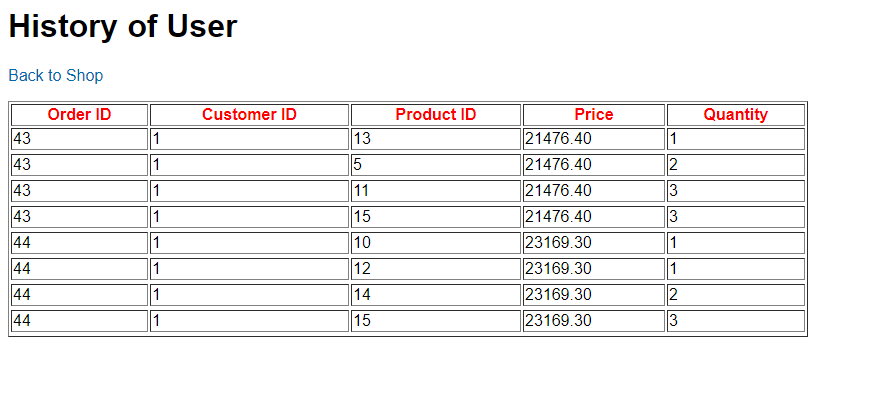 History of User
Back to Shop
Order ID Customer ID Product ID Price Quantity
43 1 13 21476.40 1
43 1 5 21476.40 2
43 1 11 21476.40 3
43 1 15 21476.40 3
44 1 10 23169.30 1
44 1 12 23169.30 1
44 1 14 23169.30 2
44 1 15 23169.30 3